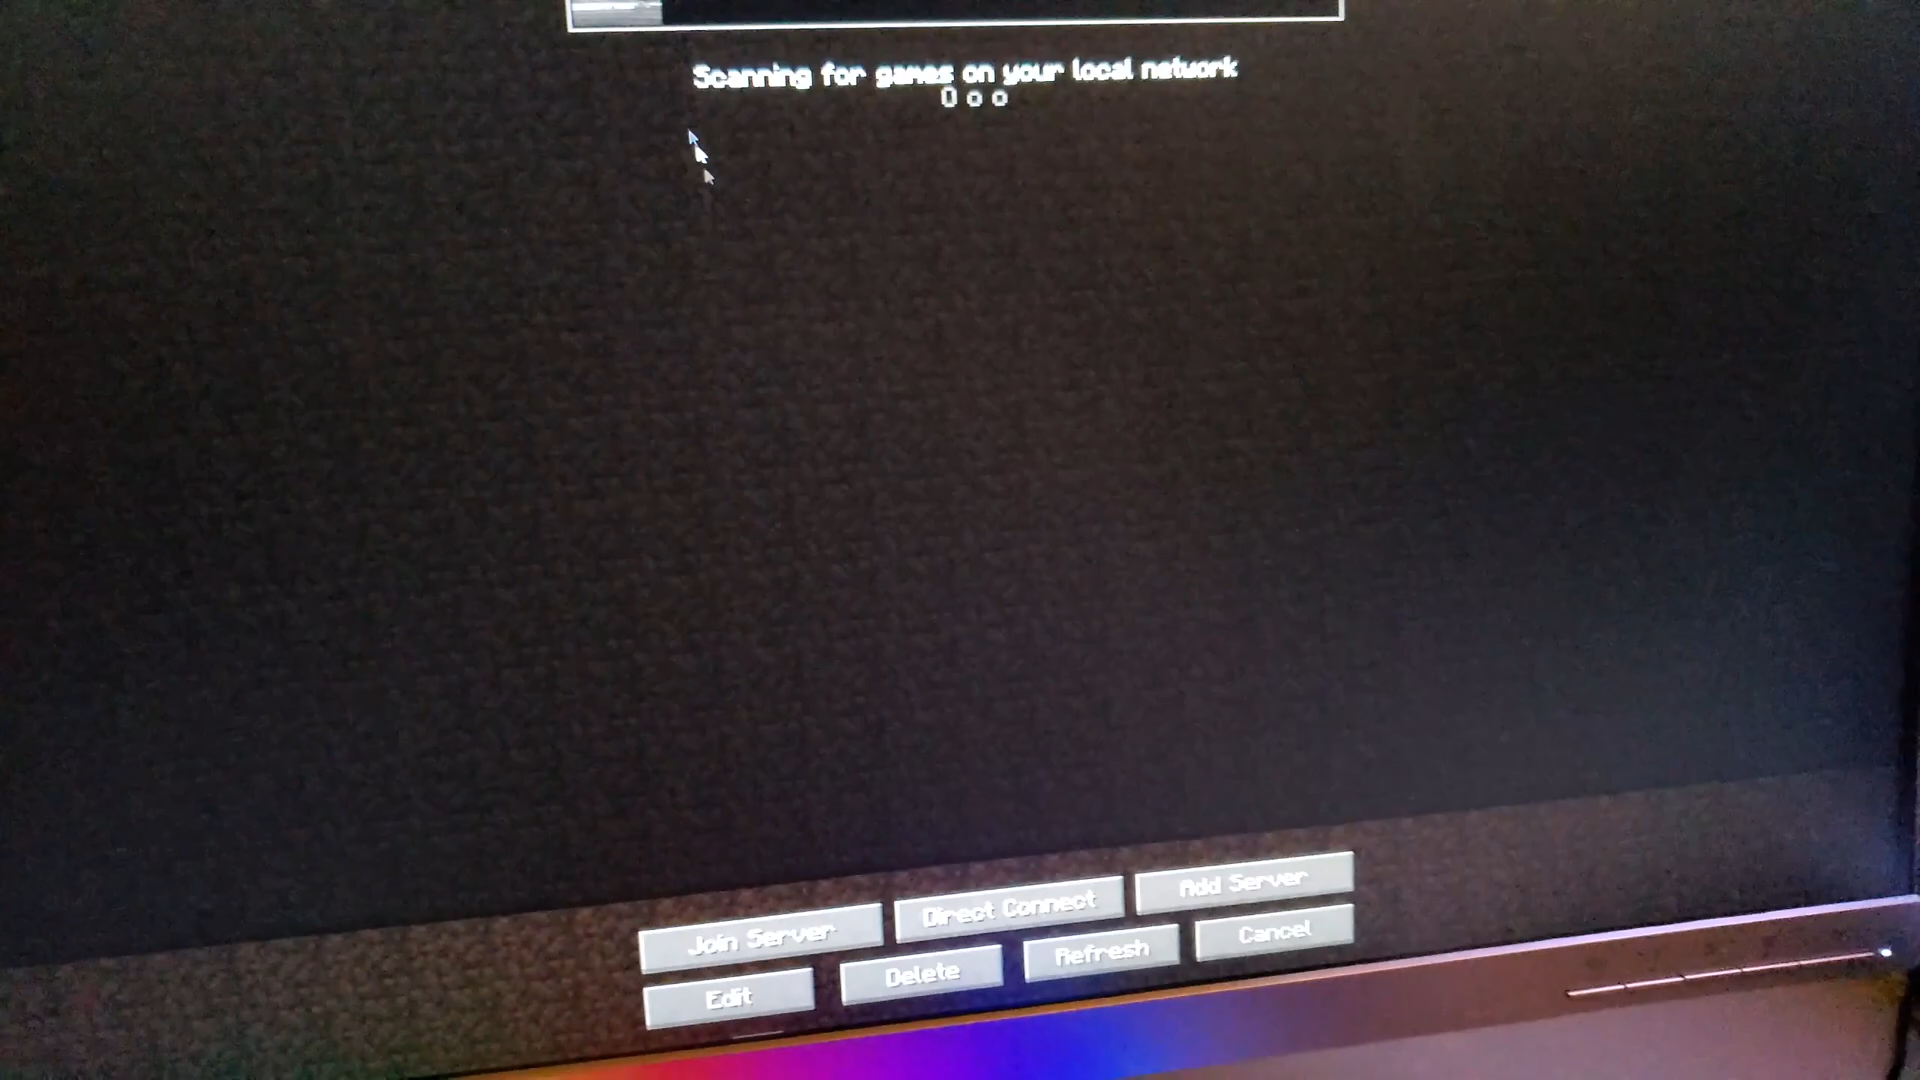 Scanning for games on your local network
O o o
Join Server
Direct Connect
Add Server
Edit
Delete
Refresh
Cancel